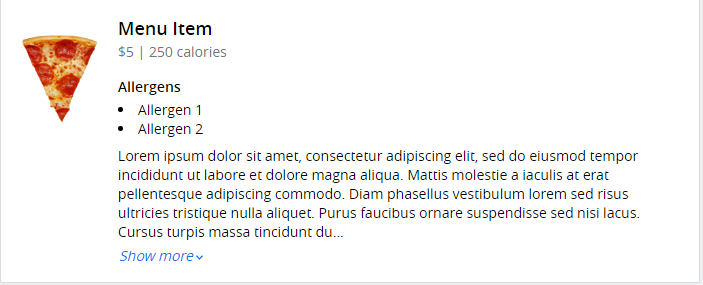 Menu Item
$5 | 250 calories
Allergens
• Allergen 1
• Allergen 2
Lorem ipsum dolor sit amet, consectetur adipiscing elit, sed do eiusmod tempor
incididunt ut labore et dolore magna aliqua. Mattis molestie a iaculis at erat
pellentesque adipiscing commodo. Diam phasellus vestibulum lorem sed risus
ultricies tristique nulla aliquet. Purus faucibus ornare suspendisse sed nisi lacus.
Cursus turpis massa tincidunt du...
Show more